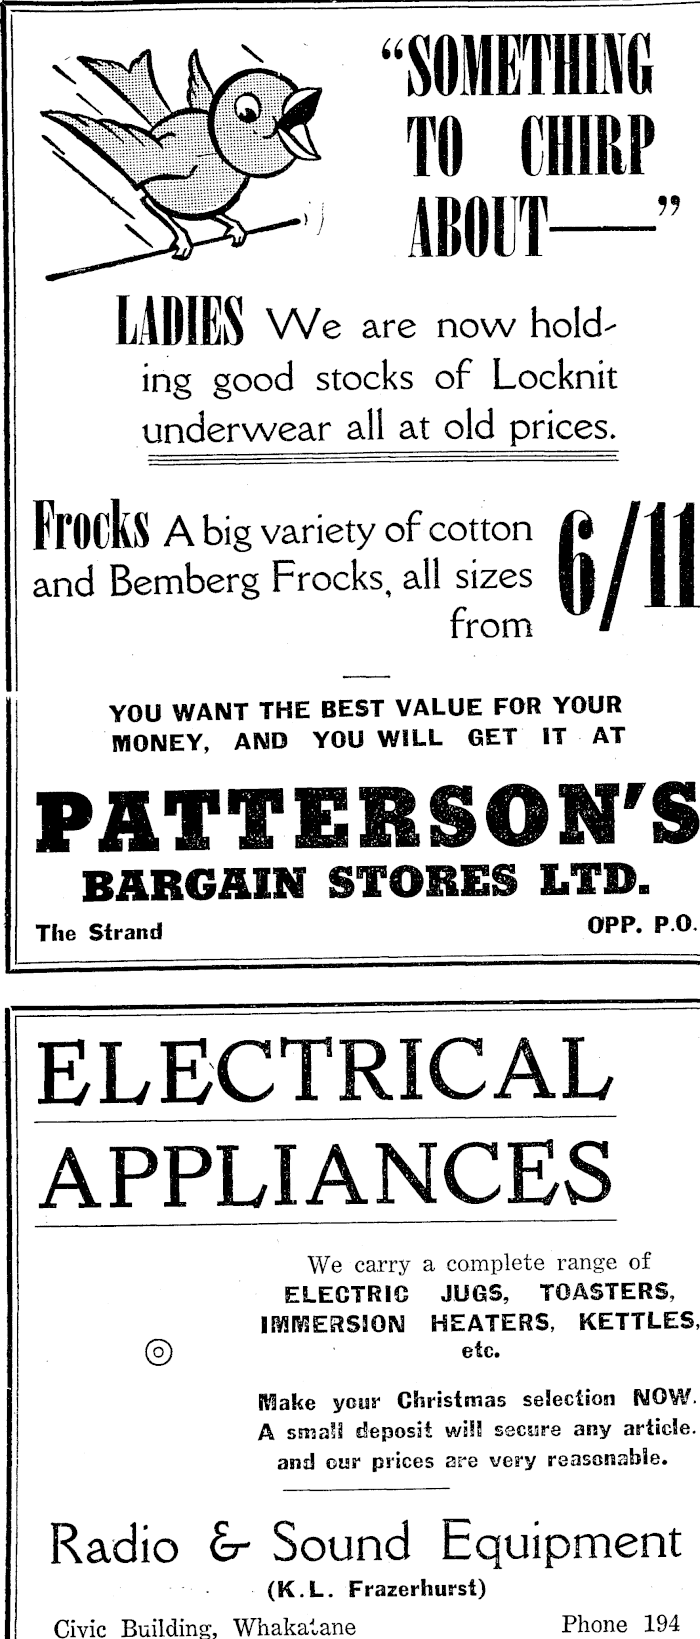 “SOMETHING
TO CHIRP
ABOUT——”
LADIES We are now hold-
ing good stocks of Locknit
underwear all at old prices.
Frocks A big variety of cotton
and Bemberg Frocks, all sizes
from
6/11
YOU WANT THE BEST VALUE FOR YOUR
MONEY, AND YOU WILL GET IT AT
PATTERSON'S
BARGAIN STORES LTD.
The Strand OPP. P.O.
ELECTRICAL
APPLIANCES
We carry a complete range of
ELECTRIC JUGS, TOASTERS,
IMMERSION HEATERS, KETTLES,
etc.
Make your Christmas selection NOW.
A small deposit will secure any article.
and our prices are very reasonable.
Radio & Sound Equipment
(K.L. Frazerhurst)
Civic Building, Whakatane Phone 194